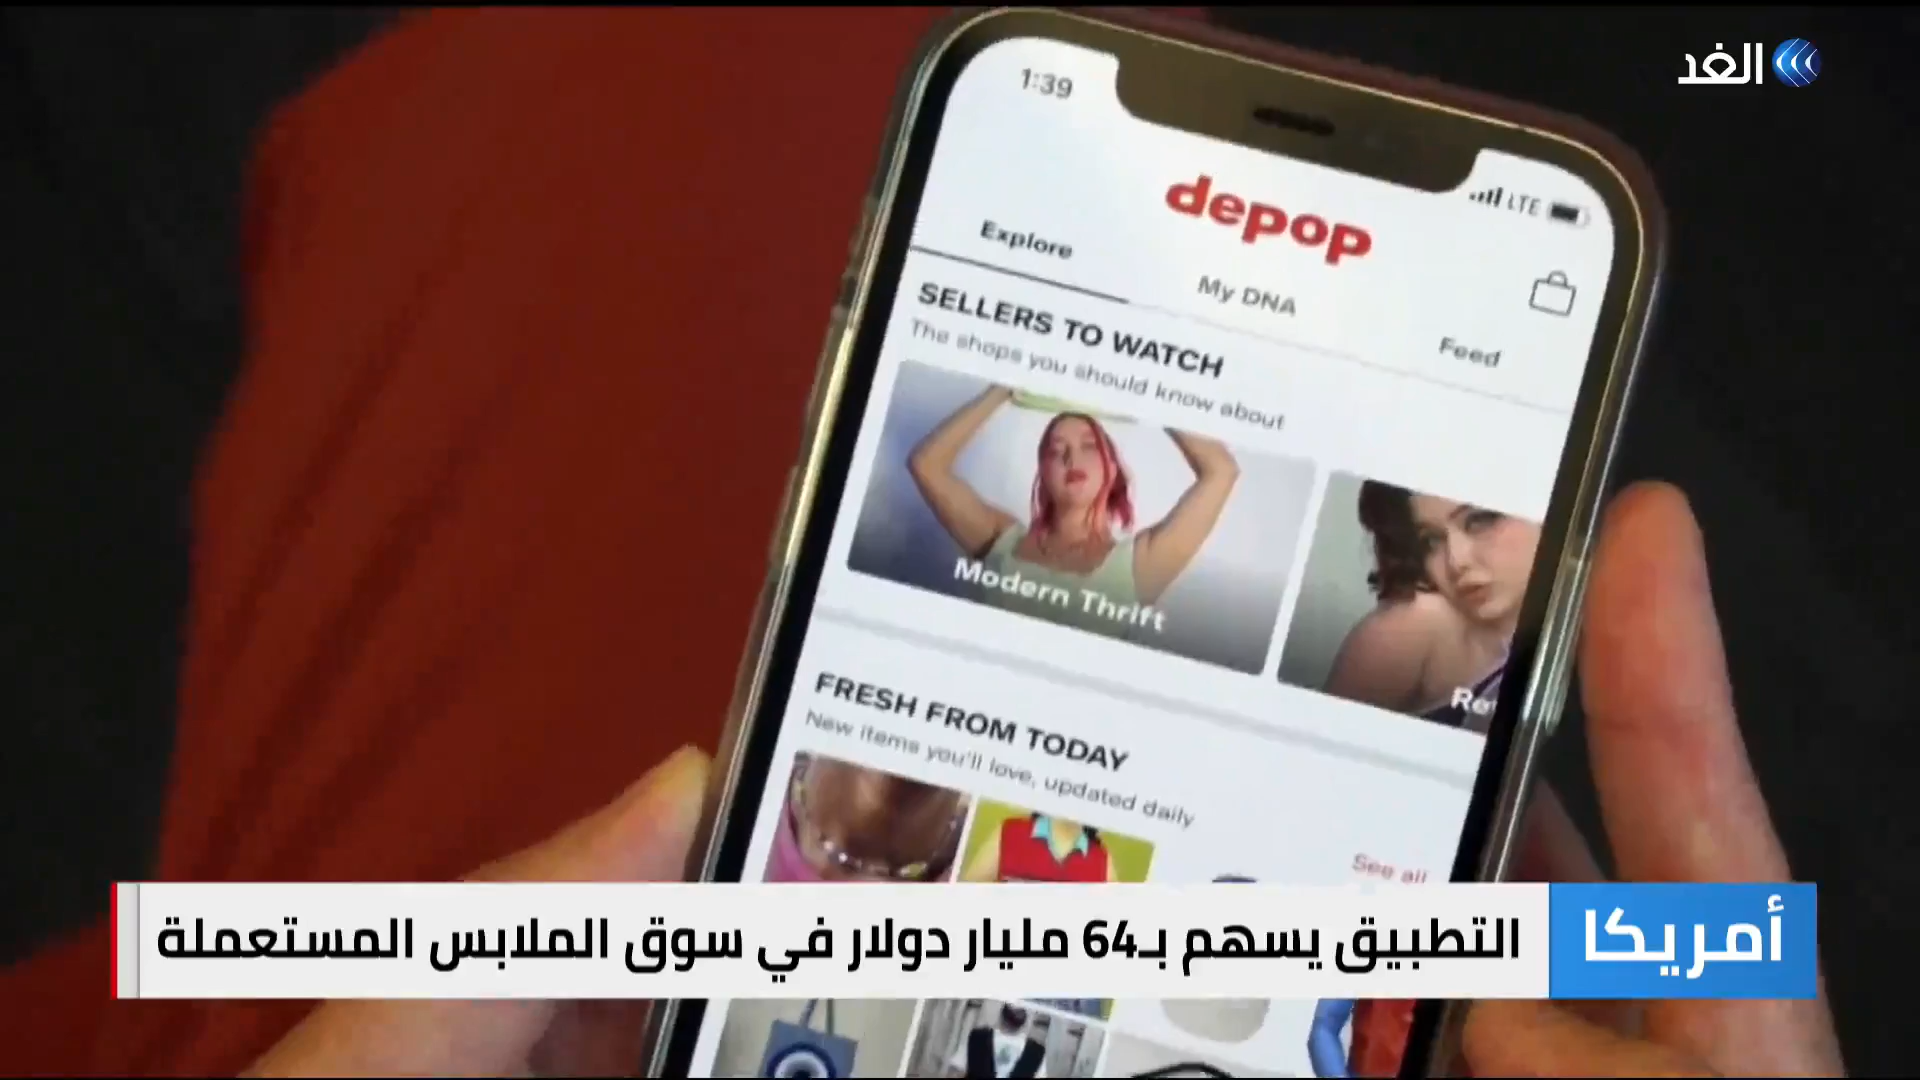 الغد
1:39
LTE
depop
Explore
My DNA
Feed
SELLERS TO WATCH
The shops you should know about
Modern Thrift
FRESH FROM TODAY
New items you'll love, updated daily
See all
أمريكا
التطبيق يسهم بـ64 مليار دولار في سوق الملابس المستعملة